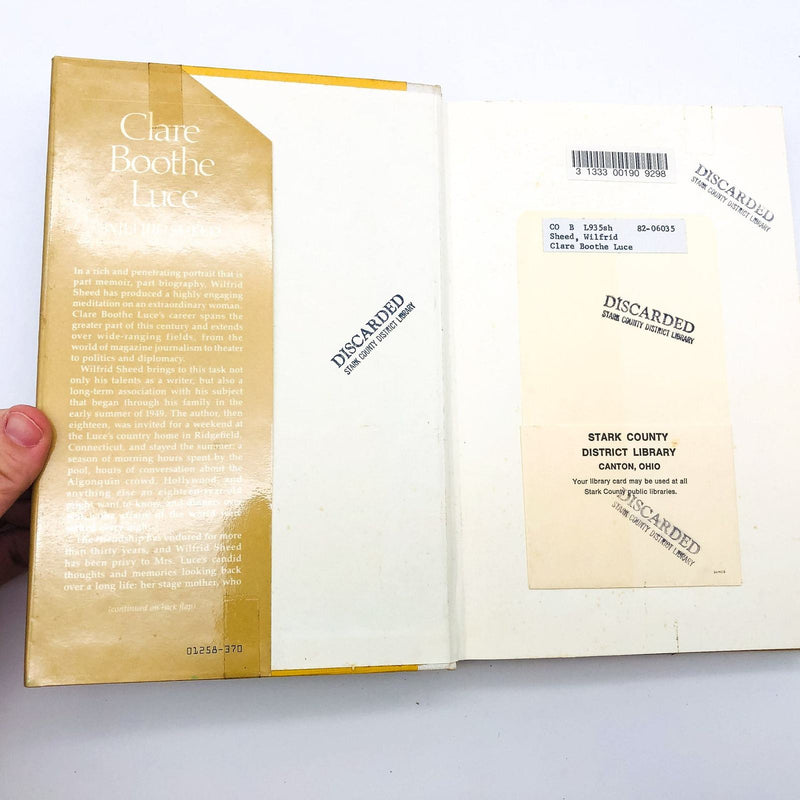 Clare
Boothe
Luce
WILFRID SHEED
In a rich and penetrating portrait that is
part memoir, part biography, Wilfrid
Sheed has produced a highly engaging
meditation on an extraordinary woman.
Clare Boothe Luce's career spans the
greater part of this century and extends
over wide-ranging fields, from the
world of magazine journalism to theater
to politics and diplomacy.
Wilfrid Sheed brings to this task not
only his talents as a writer, but also a
long-term association with his subject
that began through his family in the
early summer of 1949. The author, then
eighteen, was invited for a weekend at
the Luce's country home in Ridgefield,
Connecticut, and stayed the summer: a
season of morning hours spent by the
pool, hours of conversation about the
Algonquin crowd, Hollywood, and
anything else an eighteen-year-old
might want to know, and dinners
of the world
The friendship has endured for more
than thirty years, and Wilfrid Sheed
has been privy to Mrs. Luce's candid
thoughts and memories looking back
over a long life: her stage mother, who
(continued on back flap)
01258-370
DISCARDED
STARK COUNTY DISTRICT LIBRARY
3 1333 00190 9298
DISCARDED
STARK COUNTY DISTRICT LIBRARY
CO B L935sh 82-06035
Sheed, Wilfrid
Clare Boothe Luce
DISCARDED
STARK COUNTY DISTRICT LIBRARY
STARK COUNTY
DISTRICT LIBRARY
CANTON, OHIO
Your library card may be used at all
Stark County public libraries.
DISCARDED
STARK COUNTY DISTRICT LIBRARY